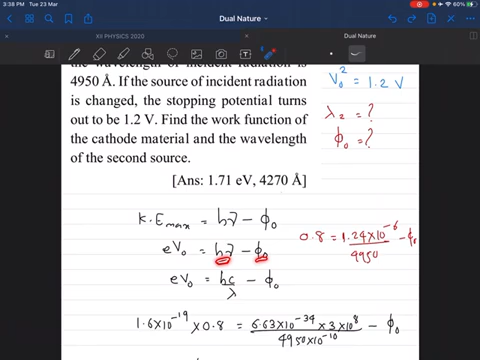 3:38 PM Tue 23 Mar
Dual Nature
60%
XII PHYSICS 2020
Dual Nature
the wavelength of incident radiation is
4950 Å. If the source of incident radiation
is changed, the stopping potential turns
out to be 1.2 V. Find the work function of
the cathode material and the wavelength
of the second source.
[Ans: 1.71 eV, 4270 Å]
V₀² = 1.2 V
λ₂ = ?
ϕ₀ = ?
K.Emax = hν − ϕ₀
eV₀ = hν − ϕ₀
eV₀ = hc/λ − ϕ₀
0.8 = 1.24×10⁻⁶/4950 − ϕ₀
1.6×10⁻¹⁹ × 0.8 = 6.63×10⁻³⁴ × 3×10⁸/4950×10⁻¹⁰ − ϕ₀